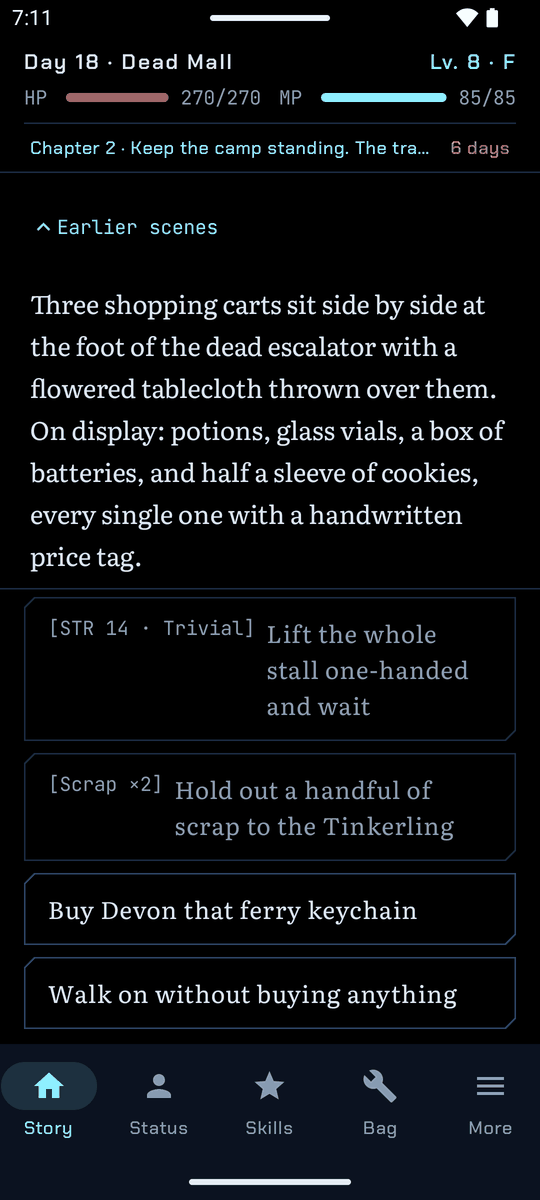 7:11
Day 18 · Dead Mall
Lv. 8 · F
HP 270/270 MP 85/85
Chapter 2 · Keep the camp standing. The tra… 6 days
Earlier scenes
Three shopping carts sit side by side at
the foot of the dead escalator with a
flowered tablecloth thrown over them.
On display: potions, glass vials, a box of
batteries, and half a sleeve of cookies,
every single one with a handwritten
price tag.
[STR 14 · Trivial] Lift the whole
stall one-handed
and wait
[Scrap ×2] Hold out a handful of
scrap to the Tinkerling
Buy Devon that ferry keychain
Walk on without buying anything
Story Status Skills Bag More